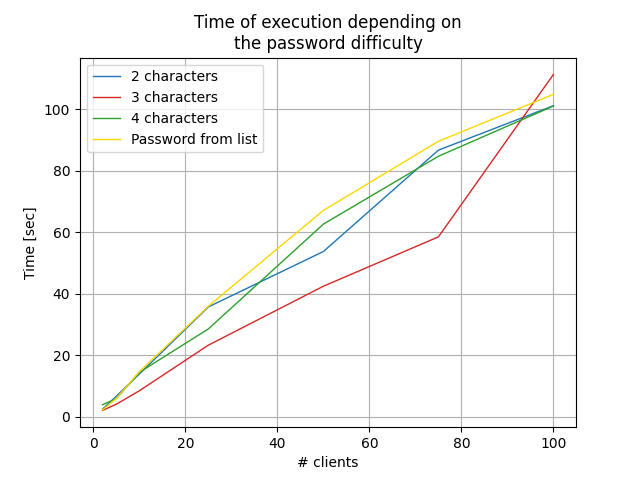 Time of execution depending on
the password difficulty
2 characters
3 characters
4 characters
Password from list
Time [sec]
100
80
60
40
20
0
0 20 40 60 80 100
# clients